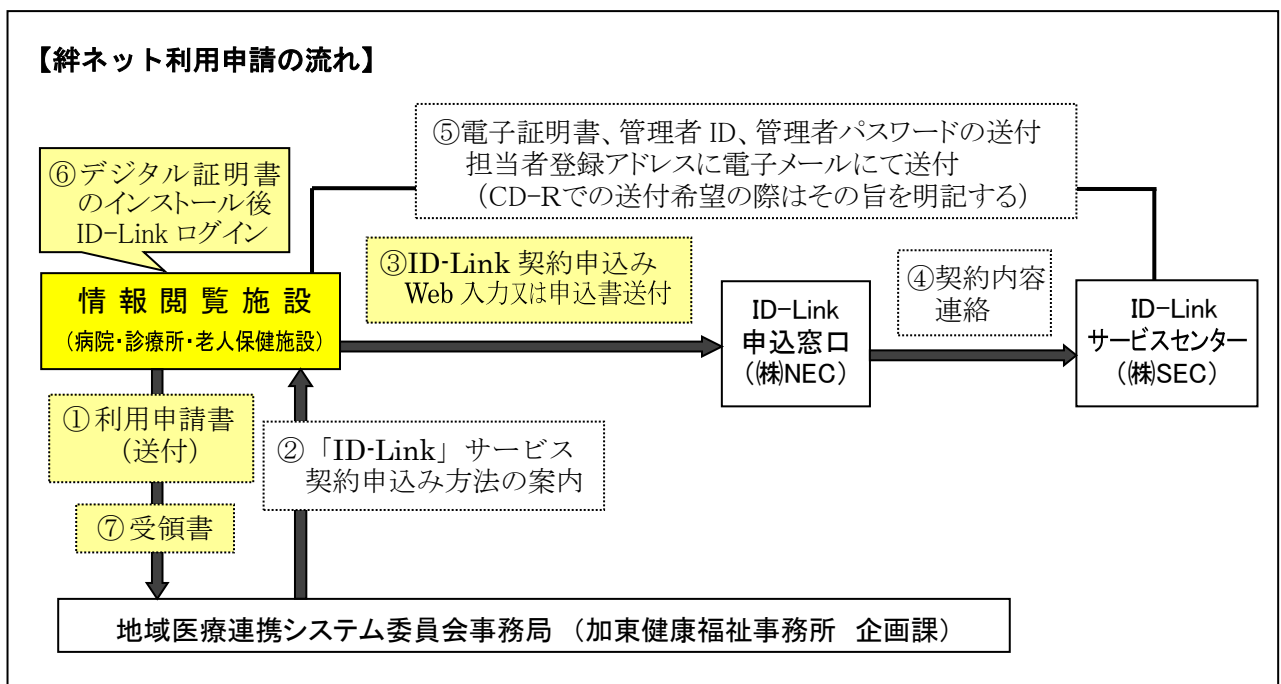 【絆ネット利用申請の流れ】
⑤電子証明書、管理者 ID、管理者パスワードの送付
担当者登録アドレスに電子メールにて送付
（CD-Rでの送付希望の際はその旨を明記する）
⑥デジタル証明書
のインストール後
ID-Link ログイン
③ID-Link 契約申込み
Web 入力又は申込書送付
④契約内容
連絡
情報閲覧施設
（病院・診療所・老人保健施設）
ID-Link
申込窓口
（㈱NEC）
ID-Link
サービスセンター
（㈱SEC）
①利用申請書
（送付）
②「ID-Link」サービス
契約申込み方法の案内
⑦受領書
地域医療連携システム委員会事務局 （加東健康福祉事務所 企画課）